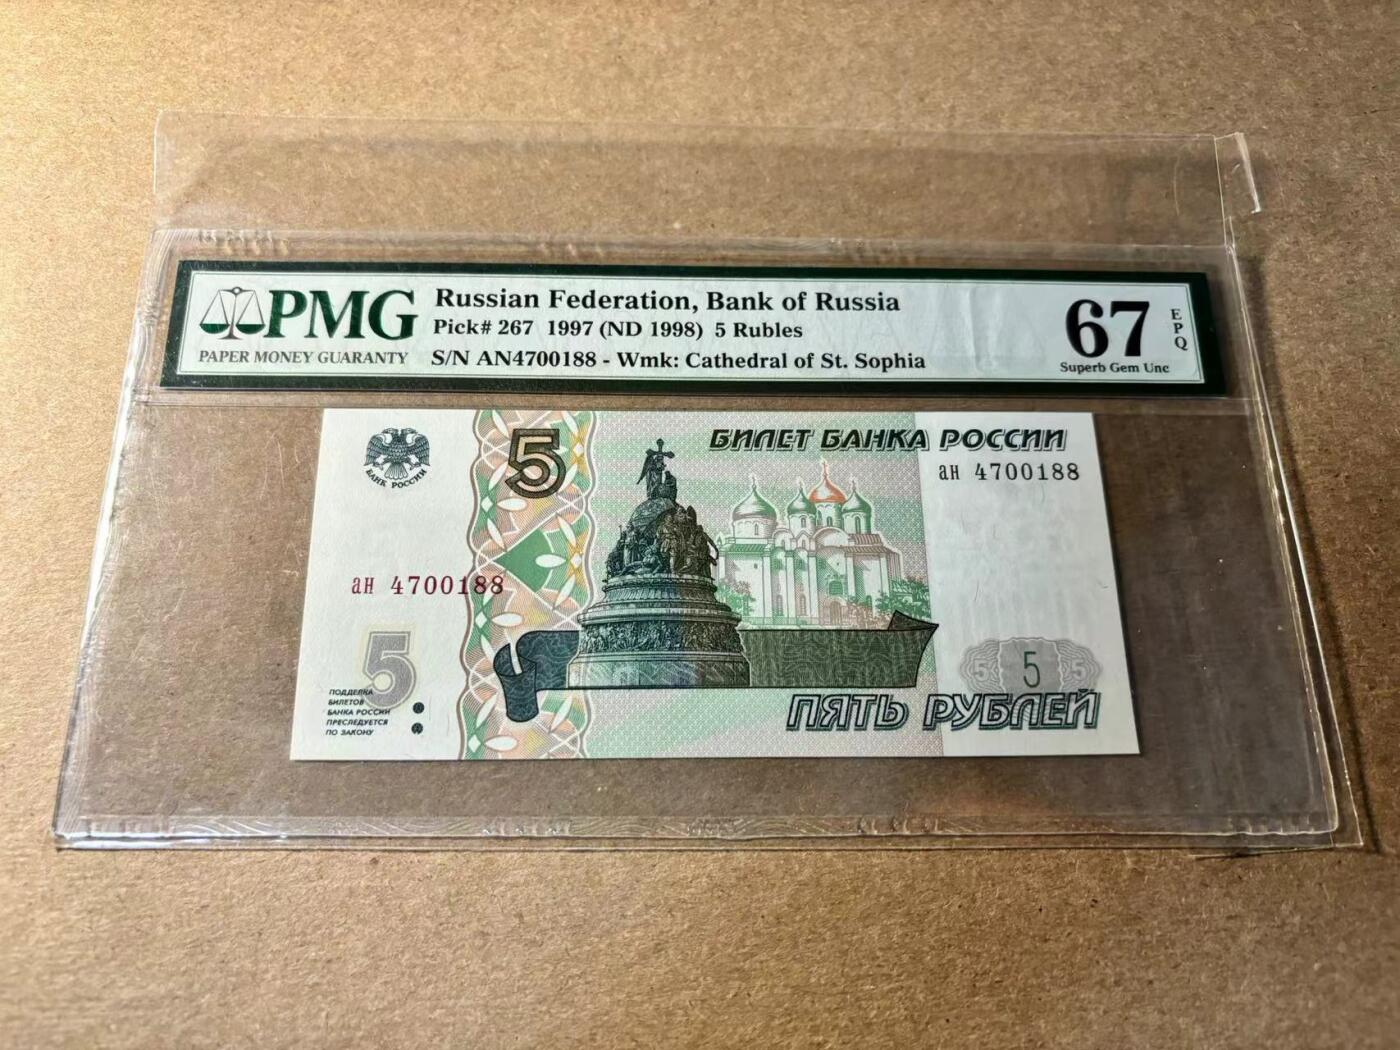 PMG
PAPER MONEY GUARANTY
Russian Federation, Bank of Russia
Pick# 267 1997 (ND 1998) 5 Rubles
S/N AN4700188 - Wmk: Cathedral of St. Sophia
67
EPQ
Superb Gem Unc
БАНК РОССИИ
5
БИЛЕТ БАНКА РОССИИ
ан 4700188
ан 4700188
5
ПОДДЕЛКА
БИЛЕТОВ
БАНКА РОССИИ
ПРЕСЛЕДУЕТСЯ
ПО ЗАКОНУ
5 5 5
ПЯТЬ РУБЛЕЙ